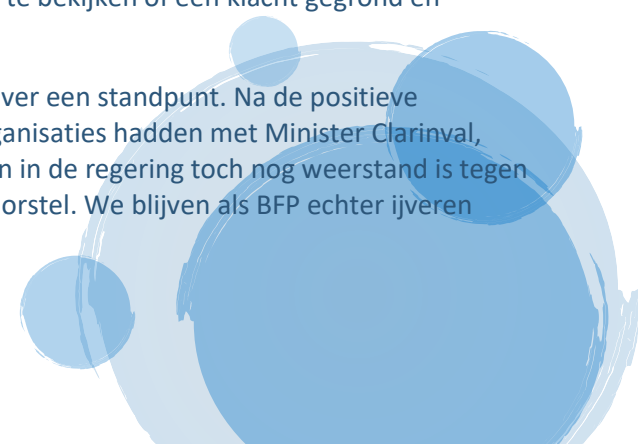 te bekijken of een klacht gegrond en
ver een standpunt. Na de positieve
ganisaties hadden met Minister Clarinval,
n in de regering toch nog weerstand is tegen
orstel. We blijven als BFP echter ijveren